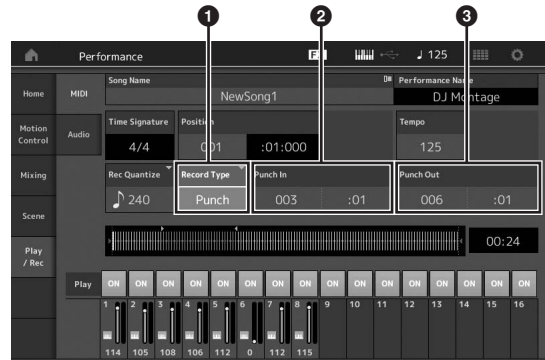 1 2 3
Performance 125
Home MIDI Song Name Performance Name
NewSong1 DJ Montage
Motion Control Audio Time Signature Position Tempo
4/4 001 :01:000 125
Mixing Rec Quantize Record Type Punch In Punch Out
240 Punch 003 :01 006 :01
Scene
Play / Rec 00:24
Play ON ON ON ON ON ON ON ON ON ON ON ON ON ON ON ON
1 2 3 4 5 6 7 8 9 10 11 12 13 14 15 16
114 105 108 106 112 0 112 115